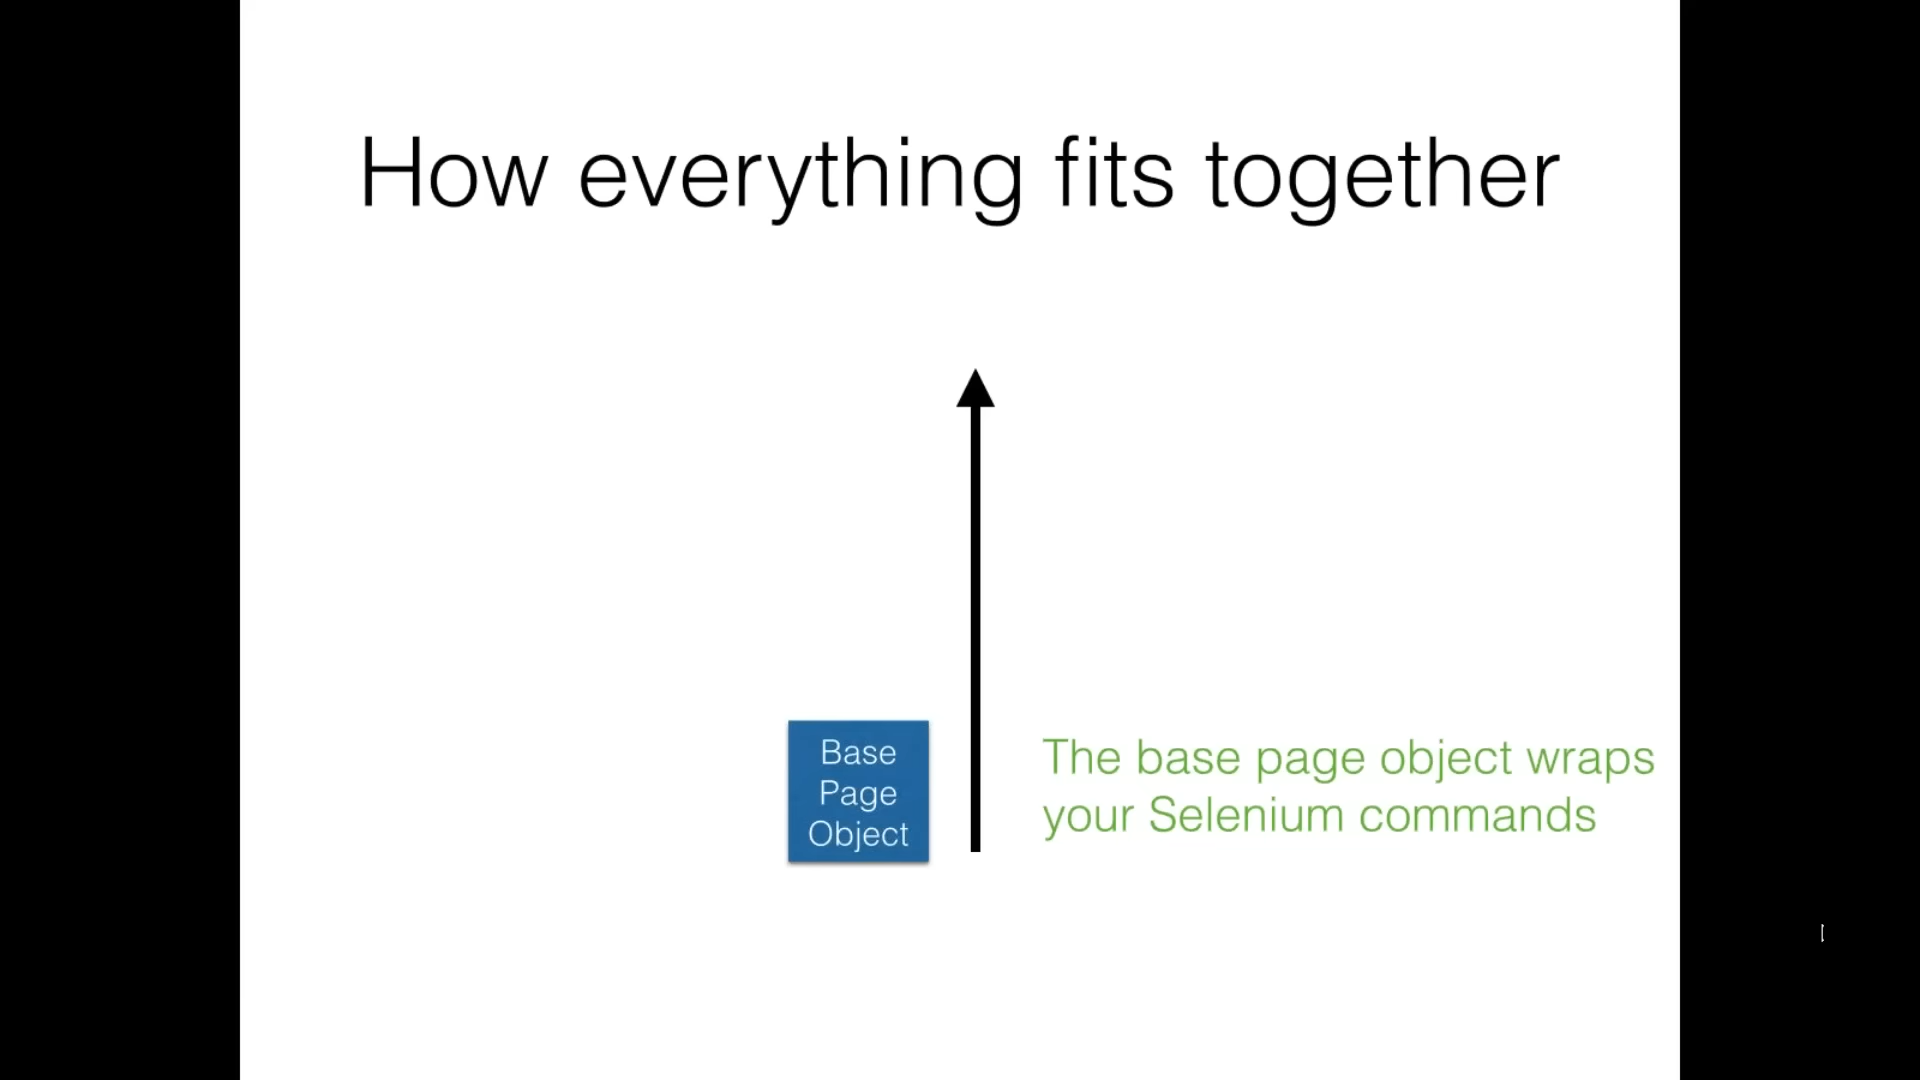 How everything fits together
Base
Page
Object
The base page object wraps
your Selenium commands